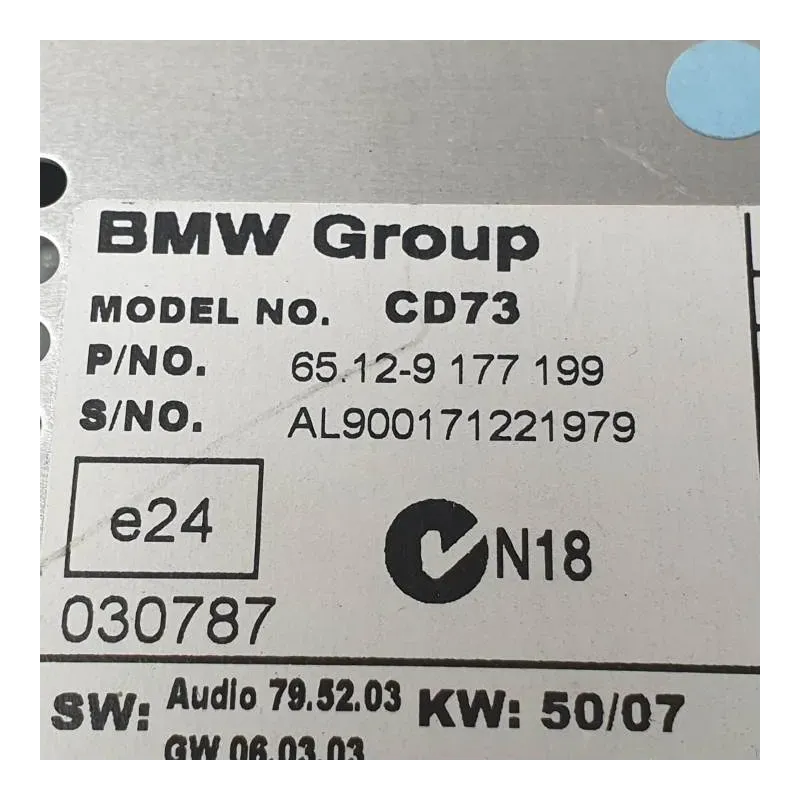 BMW Group
MODEL NO. CD73
P/NO. 65.12-9 177 199
S/NO. AL900171221979
e24
N18
030787
SW: Audio 79.52.03 KW: 50/07
GW 06.03.03